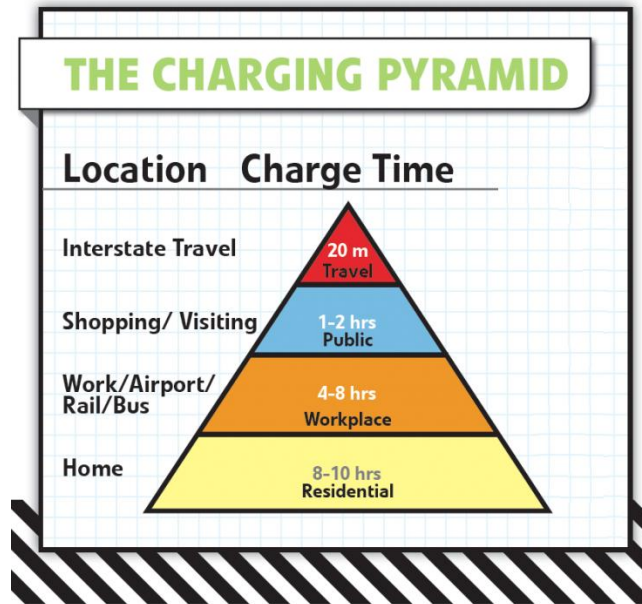 THE CHARGING PYRAMID
Location Charge Time
Interstate Travel
20 m
Travel
Shopping/ Visiting
1-2 hrs
Public
Work/Airport/
Rail/Bus
4-8 hrs
Workplace
Home
8-10 hrs
Residential